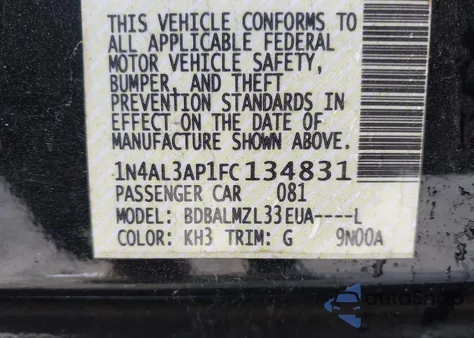 THIS VEHICLE CONFORMS TO
ALL APPLICABLE FEDERAL
MOTOR VEHICLE SAFETY,
BUMPER, AND THEFT
PREVENTION STANDARDS IN
EFFECT ON THE DATE OF
MANUFACTURE SHOWN ABOVE.
1N4AL3AP1FC134831
PASSENGER CAR 081
MODEL: BDBALMZL33EUA----L
COLOR: KH3 TRIM: G 9N00A
autoShop